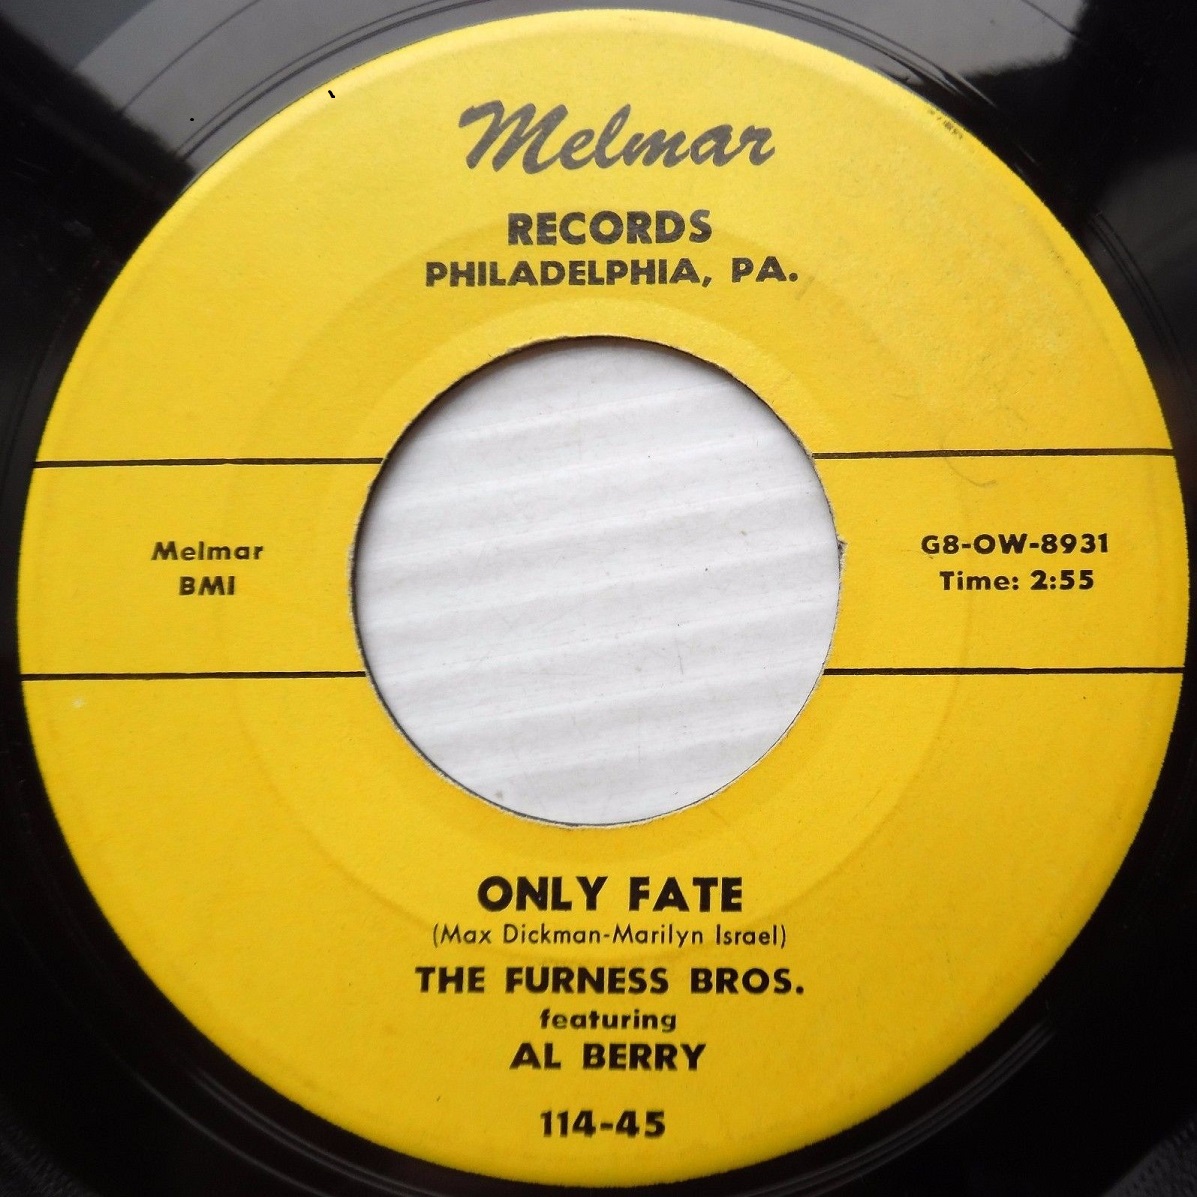 Melmar
RECORDS
PHILADELPHIA, PA.
Melmar
BMI
G8-OW-8931
Time: 2:55
ONLY FATE
(Max Dickman-Marilyn Israel)
THE FURNESS BROS.
featuring
AL BERRY
114-45